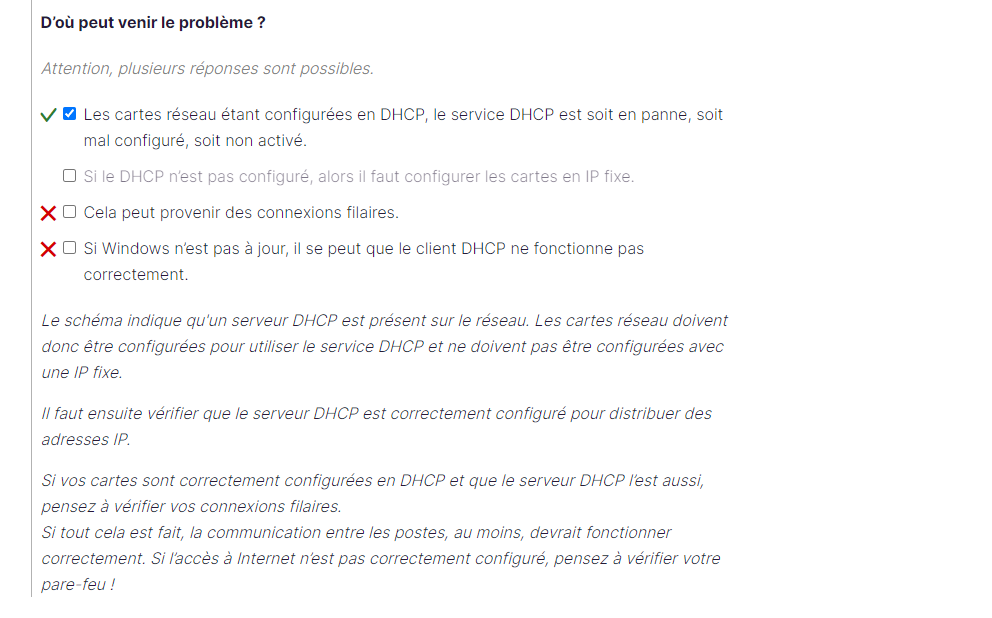 D’où peut venir le problème ?
Attention, plusieurs réponses sont possibles.
Les cartes réseau étant configurées en DHCP, le service DHCP est soit en panne, soit
mal configuré, soit non activé.
Si le DHCP n’est pas configuré, alors il faut configurer les cartes en IP fixe.
Cela peut provenir des connexions filaires.
Si Windows n’est pas à jour, il se peut que le client DHCP ne fonctionne pas
correctement.
Le schéma indique qu'un serveur DHCP est présent sur le réseau. Les cartes réseau doivent
donc être configurées pour utiliser le service DHCP et ne doivent pas être configurées avec
une IP fixe.
Il faut ensuite vérifier que le serveur DHCP est correctement configuré pour distribuer des
adresses IP.
Si vos cartes sont correctement configurées en DHCP et que le serveur DHCP l’est aussi,
pensez à vérifier vos connexions filaires.
Si tout cela est fait, la communication entre les postes, au moins, devrait fonctionner
correctement. Si l’accès à Internet n’est pas correctement configuré, pensez à vérifier votre
pare-feu !